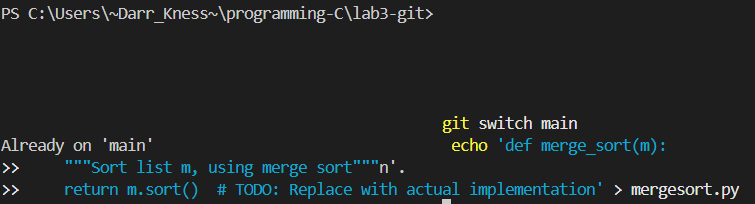 PS C:\Users\~Darr_Kness~\programming-C\lab3-git>
git switch main
Already on 'main'
echo 'def merge_sort(m):
>>     """Sort list m, using merge sort"""n'.
>>     return m.sort()  # TODO: Replace with actual implementation' > mergesort.py